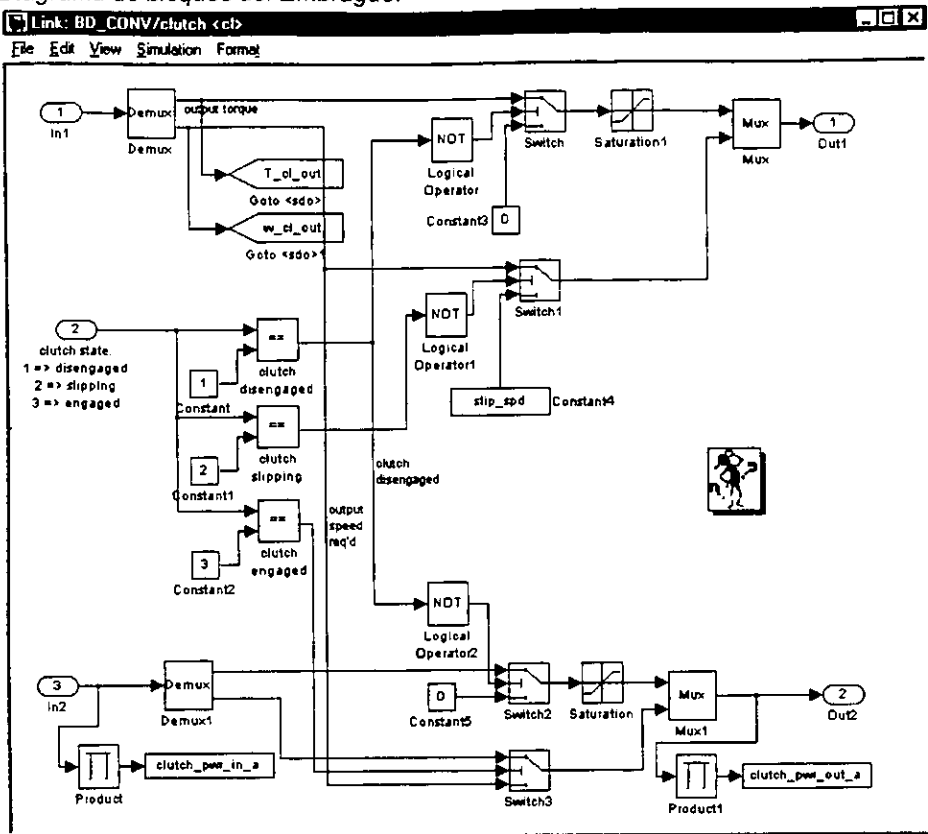 Link: BD_CONV/clutch <cl>
File Edit View Simulation Format
1
In1
Demux
Demux
output torque
T_cl_out
Goto <sdo>
w_cl_out
Goto <sdo>1
NOT
Logical
Operator
Constant3
0
Switch
Saturation1
Mux
Mux
1
Out1
Switch1
NOT
Logical
Operator1
slip_spd
Constant4
2
clutch state.
1 => disengaged
2 => slipping
3 => engaged
==
clutch
disengaged
1
Constant
==
clutch
slipping
2
Constant1
==
clutch
engaged
3
Constant2
clutch
disengaged
output
speed
req'd
NOT
Logical
Operator2
3
In2
Demux
Demux1
0
Constant5
Switch2
Saturation
Mux
Mux1
2
Out2
Product
clutch_pwr_in_a
Switch3
Product1
clutch_pwr_out_a